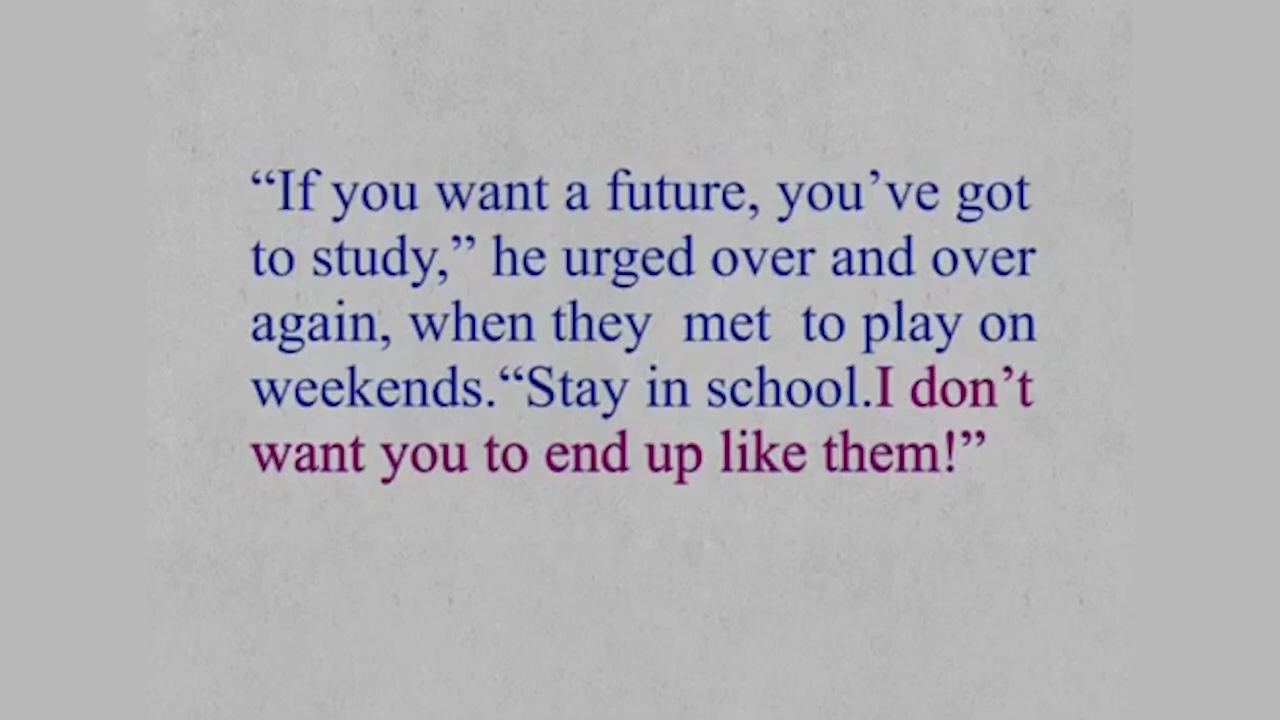 “If you want a future, you’ve got
to study,” he urged over and over
again, when they  met  to play on
weekends.“Stay in school.I don’t
want you to end up like them!”